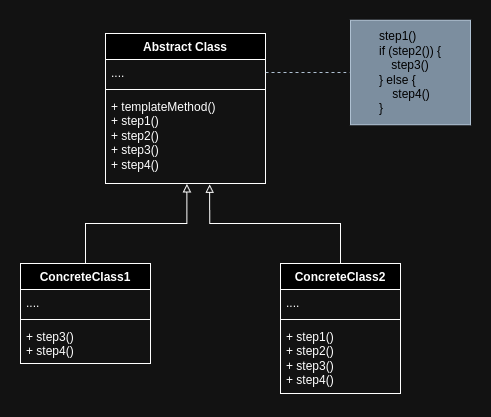 Abstract Class
....
+ templateMethod()
+ step1()
+ step2()
+ step3()
+ step4()
step1()
if (step2()) {
step3()
} else {
step4()
}
ConcreteClass1
....
+ step3()
+ step4()
ConcreteClass2
....
+ step1()
+ step2()
+ step3()
+ step4()